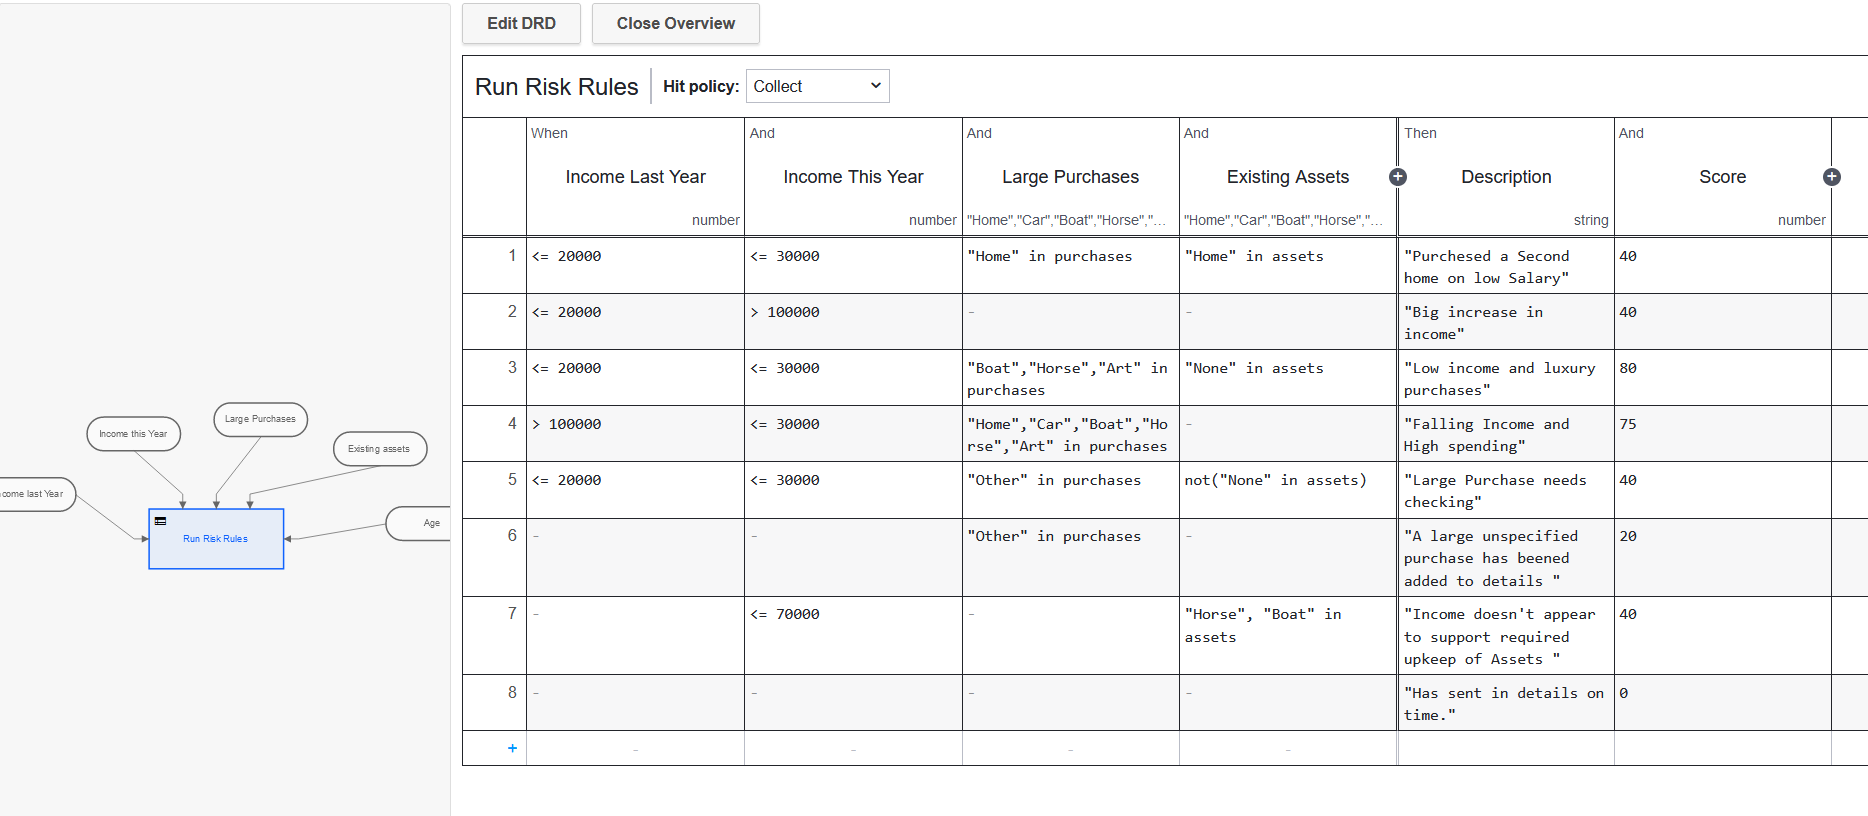 Edit DRD
Close Overview
Run Risk Rules
Hit policy:
Collect
When
And
And
And
Then
And
Income Last Year
Income This Year
Large Purchases
Existing Assets
Description
Score
number
number
"Home","Car","Boat","Horse","...
"Home","Car","Boat","Horse","...
string
number
1
<= 20000
<= 30000
"Home" in purchases
"Home" in assets
"Purchesed a Second
home on low Salary"
40
2
<= 20000
> 100000
-
-
"Big increase in
income"
40
3
<= 20000
<= 30000
"Boat","Horse","Art" in
purchases
"None" in assets
"Low income and luxury
purchases"
80
4
> 100000
<= 30000
"Home","Car","Boat","Ho
rse","Art" in purchases
-
"Falling Income and
High spending"
75
5
<= 20000
<= 30000
"Other" in purchases
not("None" in assets)
"Large Purchase needs
checking"
40
6
-
-
"Other" in purchases
-
"A large unspecified
purchase has beened
added to details "
20
7
-
<= 70000
-
"Horse", "Boat" in
assets
"Income doesn't appear
to support required
upkeep of Assets "
40
8
-
-
-
-
"Has sent in details on
time."
0
+
-
-
-
-
Large Purchases
Income this Year
Existing assets
come last Year
Age
Run Risk Rules